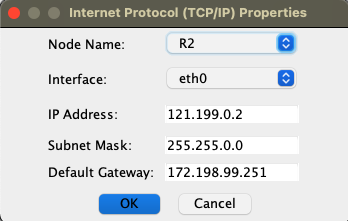 Internet Protocol (TCP/IP) Properties
Node Name: R2
Interface: eth0
IP Address: 121.199.0.2
Subnet Mask: 255.255.0.0
Default Gateway: 172.198.99.251
OK Cancel